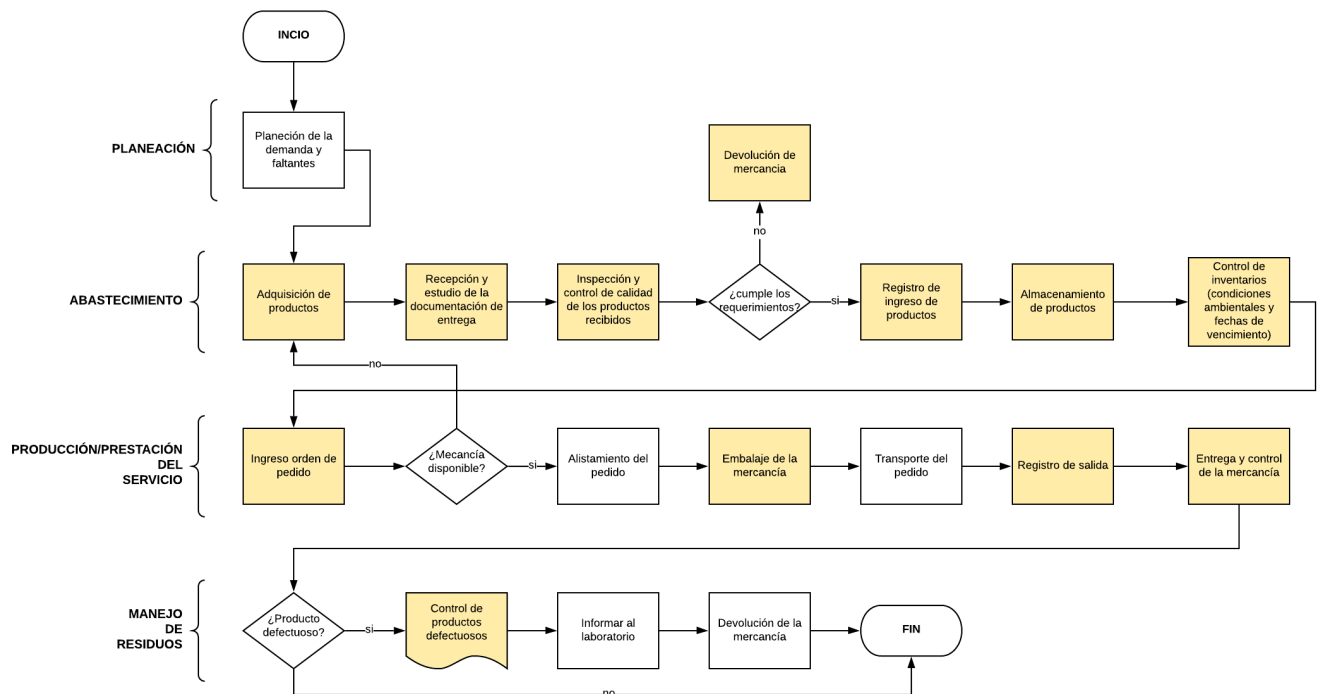 INCIO
PLANEACIÓN
Planeción de la
demanda y
faltantes
Devolución de
mercancia
no
ABASTECIMIENTO
Adquisición de
productos
Recepción y
estudio de la
documentación de
entrega
Inspección y
control de calidad
de los productos
recibidos
¿cumple los
requerimientos?
si
Registro de
ingreso de
productos
Almacenamiento
de productos
Control de
inventarios
(condiciones
ambientales y
fechas de
vencimiento)
no
PRODUCCIÓN/PRESTACIÓN
DEL
SERVICIO
Ingreso orden de
pedido
¿Mecancía
disponible?
si
Alistamiento del
pedido
Embalaje de la
mercancía
Transporte del
pedido
Registro de salida
Entrega y control
de la mercancía
MANEJO
DE
RESIDUOS
¿Producto
defectuoso?
si
Control de
productos
defectuosos
Informar al
laboratorio
Devolución de la
mercancía
FIN
no